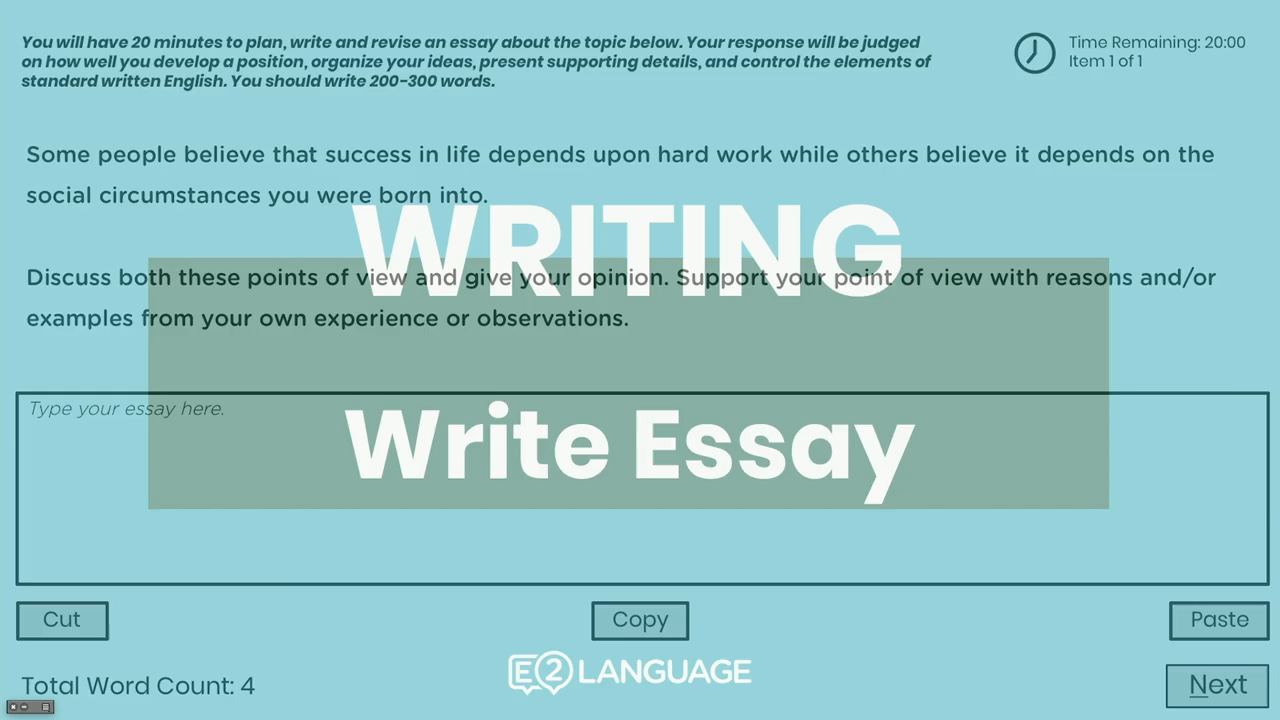 You will have 20 minutes to plan, write and revise an essay about the topic below. Your response will be judged
on how well you develop a position, organize your ideas, present supporting details, and control the elements of
standard written English. You should write 200-300 words.
Time Remaining: 20:00
Item 1 of 1
Some people believe that success in life depends upon hard work while others believe it depends on the
social circumstances you were born into.
WRITING
Discuss both these points of view and give your opinion. Support your point of view with reasons and/or
examples from your own experience or observations.
Type your essay here.
Write Essay
Cut
Copy
Paste
E2 LANGUAGE
Total Word Count: 4
Next